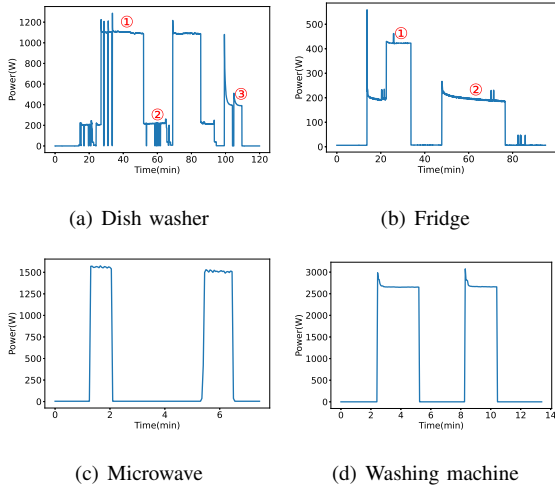 1200
1000
800
600
400
200
0
Power(W)
①
②
③
0 20 40 60 80 100 120
Time(min)
(a) Dish washer
500
400
300
200
100
0
Power(W)
①
②
0 20 40 60 80
Time(min)
(b) Fridge
1500
1250
1000
750
500
250
0
Power(W)
0 2 4 6
Time(min)
(c) Microwave
3000
2500
2000
1500
1000
500
0
Power(W)
0 2 4 6 8 10 12 14
Time(min)
(d) Washing machine